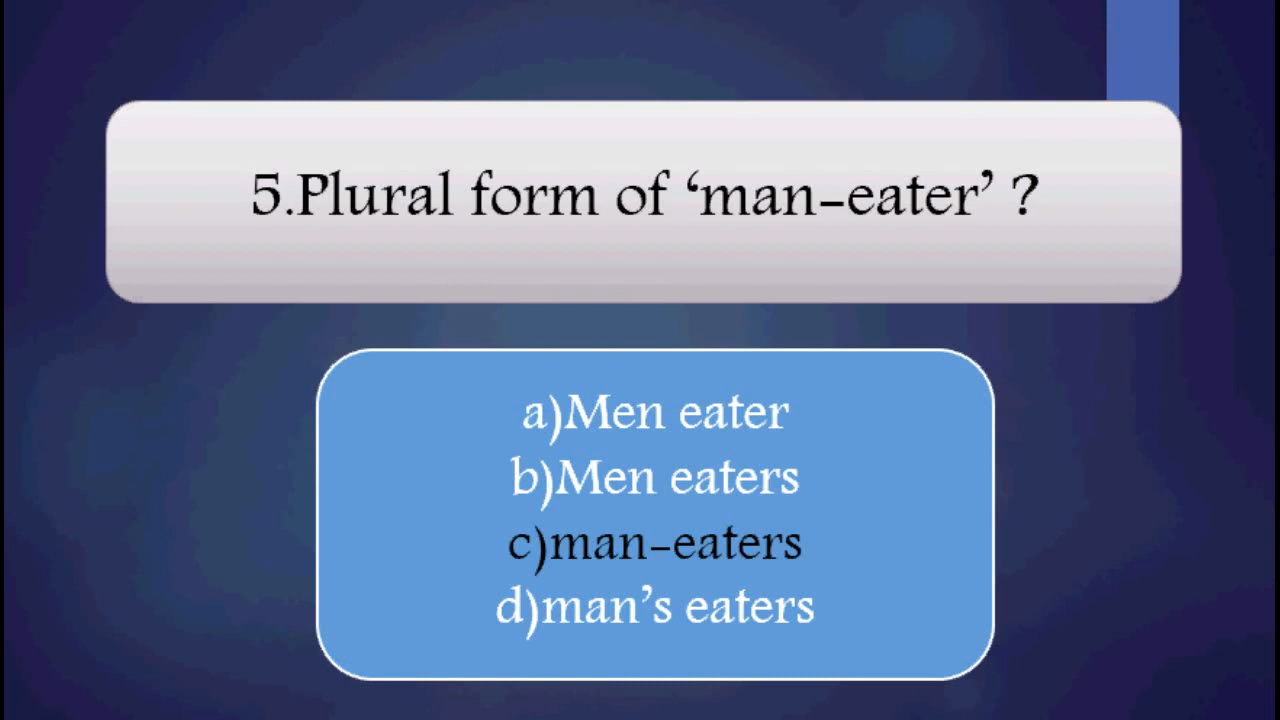 5.Plural form of ‘man-eater’ ?
a)Men eater
b)Men eaters
c)man-eaters
d)man’s eaters